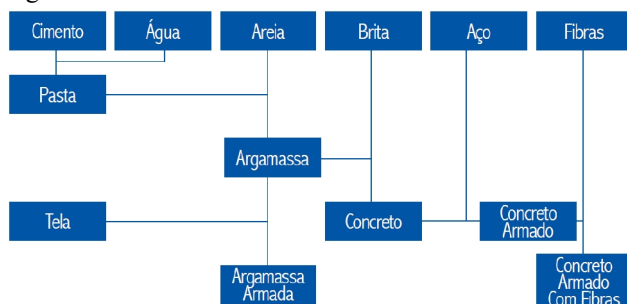 Cimento
Água
Areia
Brita
Aço
Fibras
Pasta
Argamassa
Tela
Concreto
Concreto
Armado
Argamassa
Armada
Concreto
Armado
Com Fibras